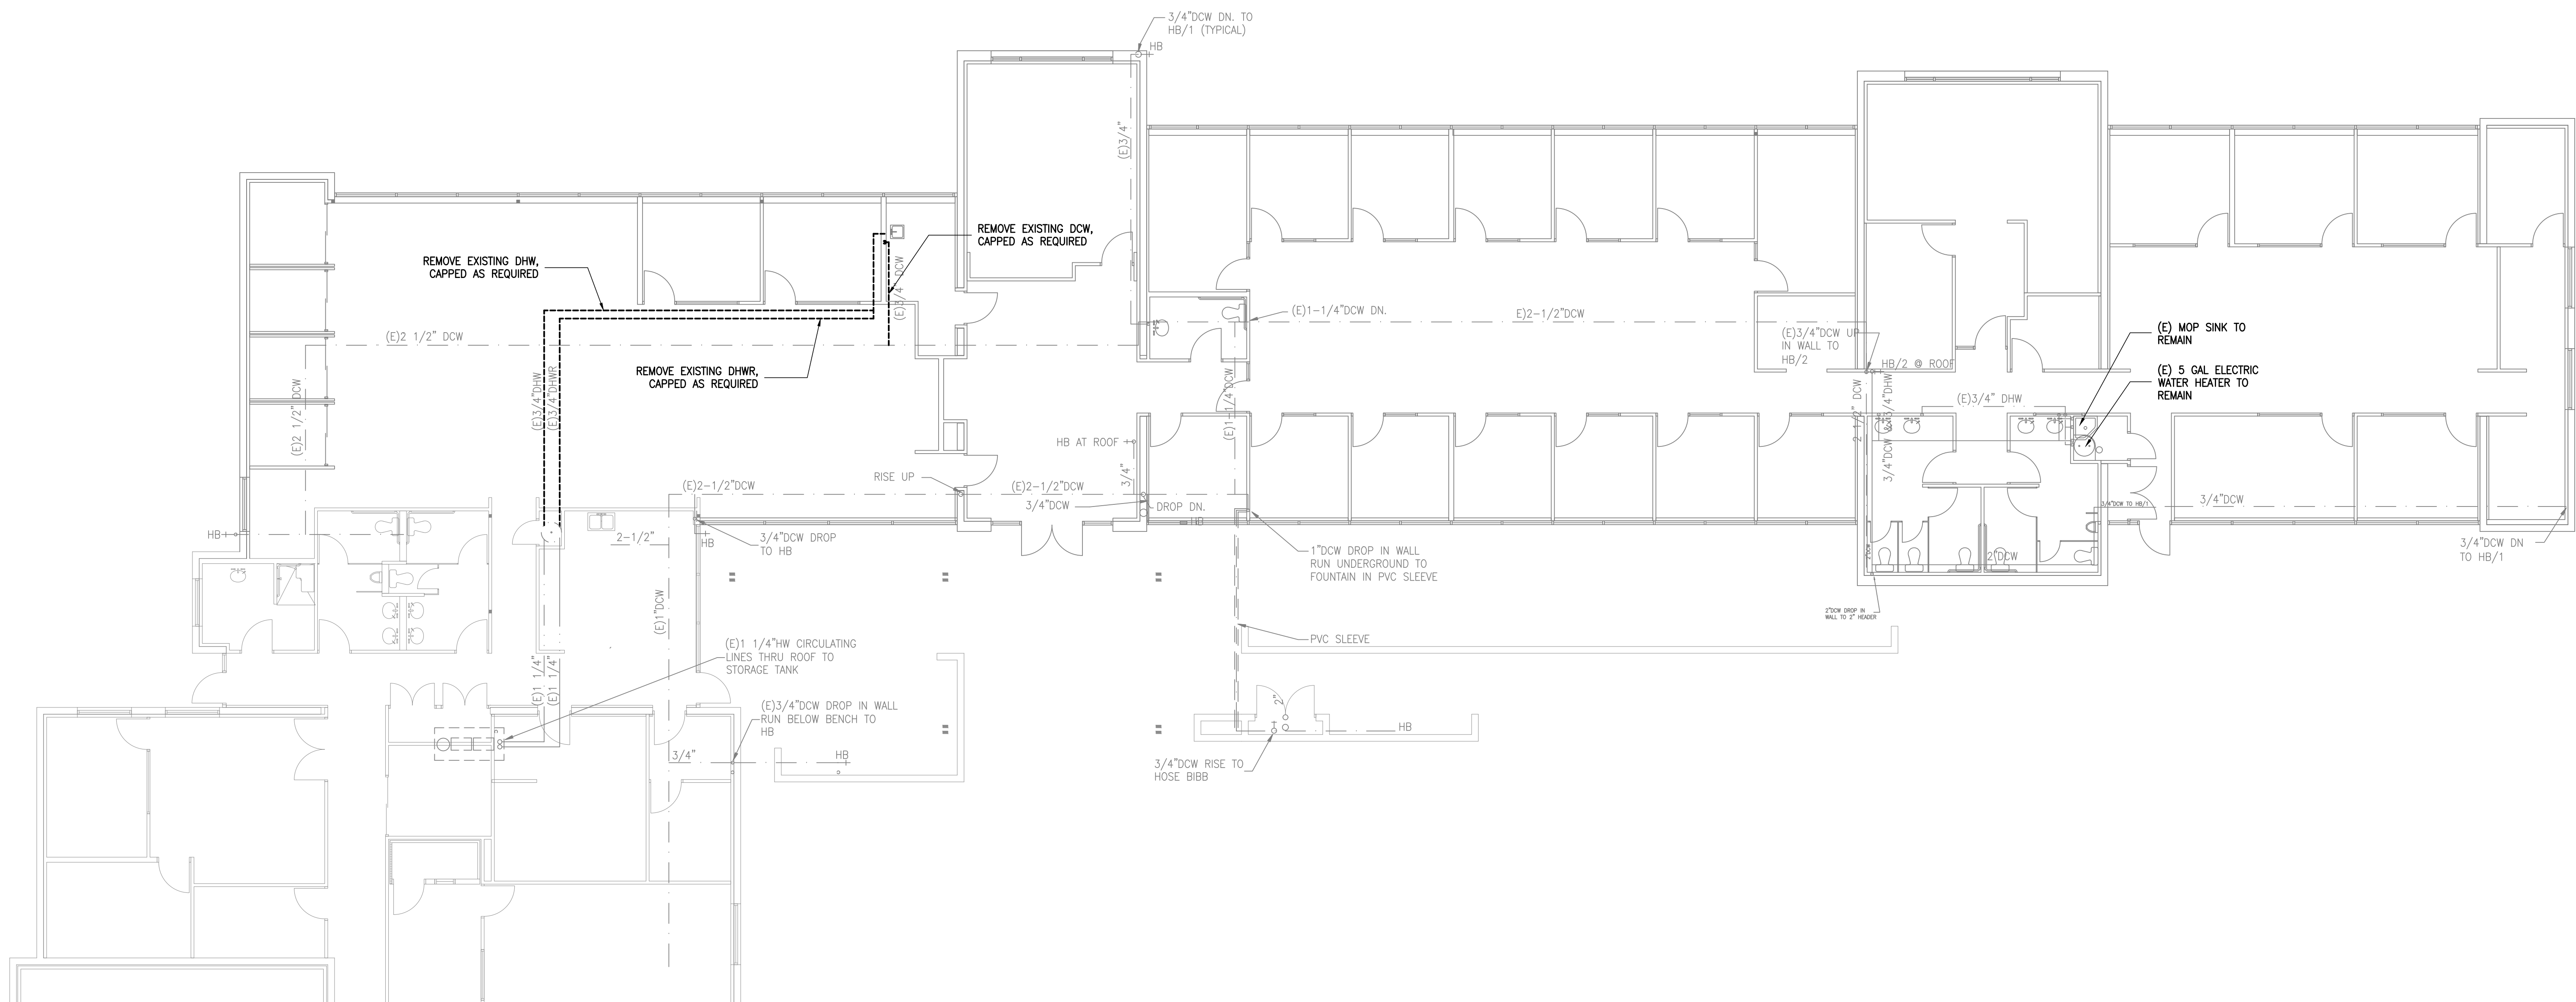 3/4"DCW DN. TO
HB/1 (TYPICAL)
HB
(E)3/4"
REMOVE EXISTING DCW,
CAPPED AS REQUIRED
REMOVE EXISTING DHW,
CAPPED AS REQUIRED
(E)3/4" DCW
(E)2 1/2" DCW
REMOVE EXISTING DHWR,
CAPPED AS REQUIRED
(E)3/4"DHW
(E)3/4"DHWR
(E)2 1/2" DCW
(E)1-1/4"DCW DN.
E)2-1/2"DCW
(E)3/4"DCW UP
IN WALL TO
HB/2
HB/2 @ ROOF
(E) MOP SINK TO
REMAIN
(E) 5 GAL ELECTRIC
WATER HEATER TO
REMAIN
(E)1-1/4"DCW
2-1/2" DCW
3/4"DCW & 3/4"DHW
(E)3/4" DHW
HB AT ROOF
3/4"
RISE UP
(E)2-1/2"DCW
(E)2-1/2"DCW
3/4"DCW
DROP DN.
HB
3/4"DCW TO HB/1
3/4"DCW
HB
2-1/2"
3/4"DCW DROP
TO HB
HB
1"DCW DROP IN WALL
RUN UNDERGROUND TO
FOUNTAIN IN PVC SLEEVE
2"DCW
2"DCW
3/4"DCW DN
TO HB/1
(E)1"DCW
2"DCW DROP IN
WALL TO 2" HEADER
PVC SLEEVE
(E)1 1/4"HW CIRCULATING
LINES THRU ROOF TO
STORAGE TANK
(E)1 1/4"
(E)1 1/4"
(E)3/4"DCW DROP IN WALL
RUN BELOW BENCH TO
HB
2"
HB
3/4"
HB
3/4"DCW RISE TO
HOSE BIBB